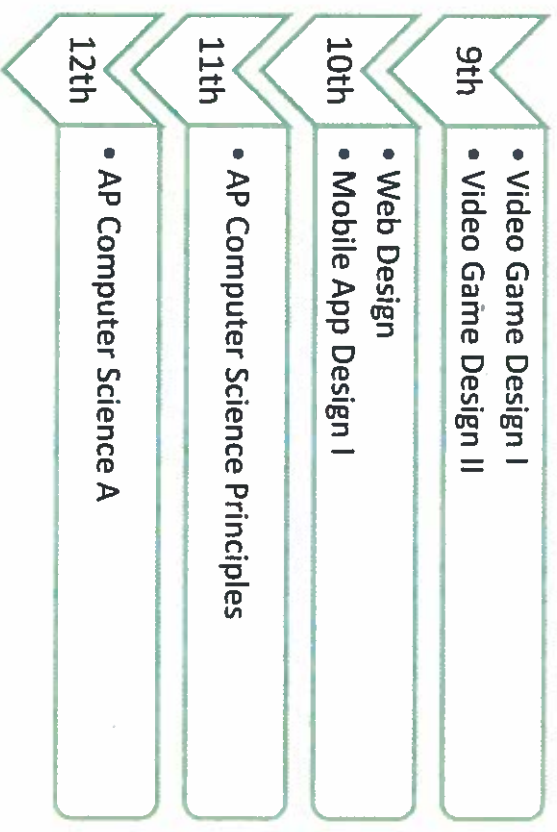 9th
• Video Game Design I
• Video Game Design II
10th
• Web Design
• Mobile App Design I
11th
• AP Computer Science Principles
12th
• AP Computer Science A